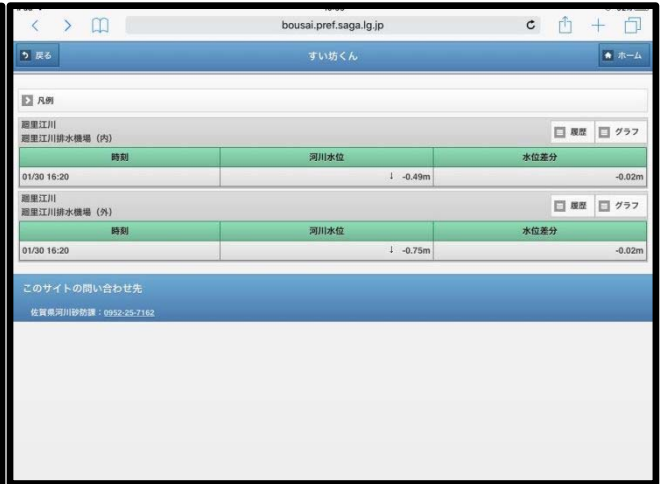 bousai.pref.saga.lg.jp
戻る
すい坊くん
ホーム
凡例
廻里江川
廻里江川排水機場（内）
履歴
グラフ
時刻 河川水位 水位差分
01/30 16:20 ↓ -0.49m -0.02m
廻里江川
廻里江川排水機場（外）
履歴
グラフ
時刻 河川水位 水位差分
01/30 16:20 ↓ -0.75m -0.02m
このサイトの問い合わせ先
佐賀県河川砂防課：0952-25-7162